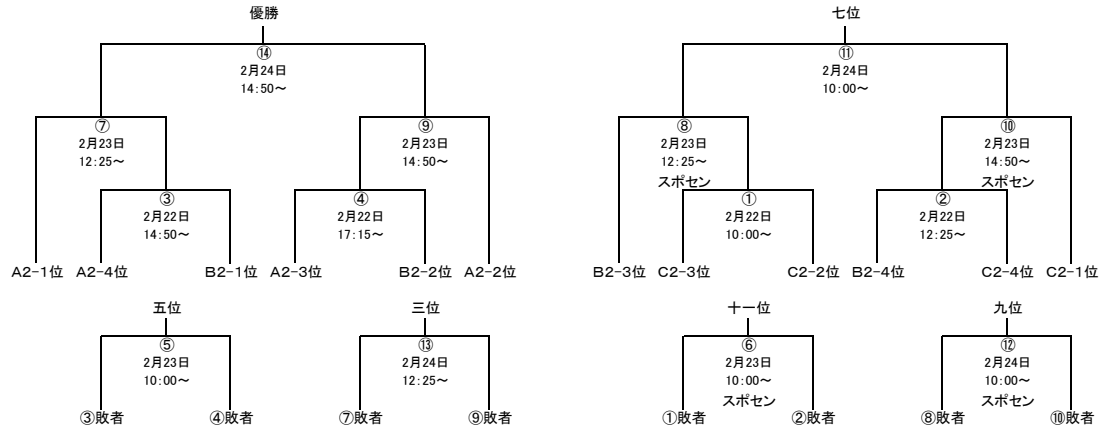 優勝
⑭
2月24日
14:50～
⑦
2月23日
12:25～
⑨
2月23日
14:50～
③
2月22日
14:50～
④
2月22日
17:15～
A2-1位 A2-4位 B2-1位 A2-3位 B2-2位 A2-2位
五位
⑤
2月23日
10:00～
③敗者 ④敗者
三位
⑬
2月24日
12:25～
⑦敗者 ⑨敗者
七位
⑪
2月24日
10:00～
⑧
2月23日
12:25～
スポセン
⑩
2月23日
14:50～
スポセン
①
2月22日
10:00～
②
2月22日
12:25～
B2-3位 C2-3位 C2-2位 B2-4位 C2-4位 C2-1位
十一位
⑥
2月23日
10:00～
スポセン
①敗者 ②敗者
九位
⑫
2月24日
10:00～
スポセン
⑧敗者 ⑩敗者